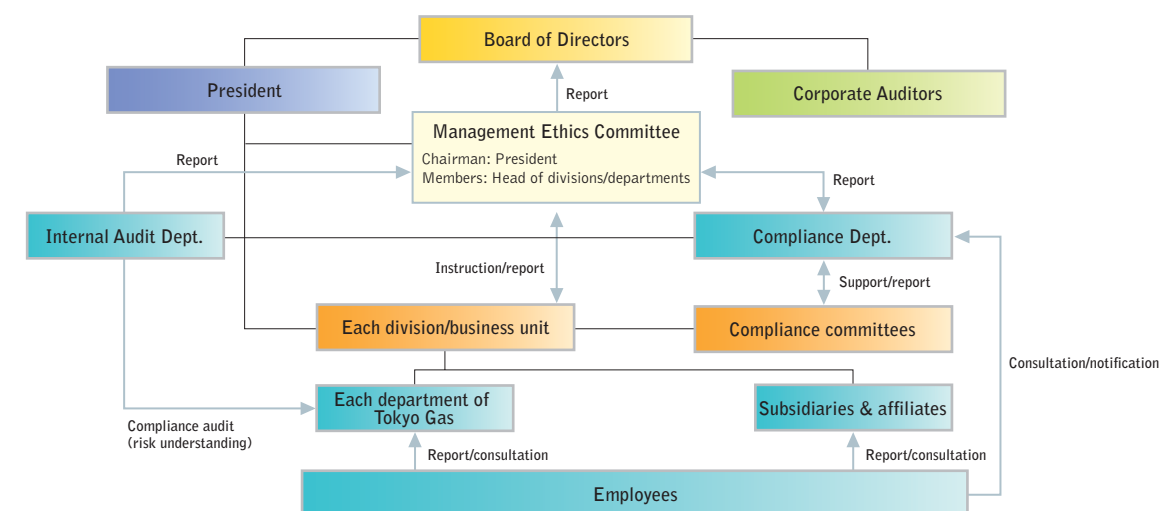 Board of Directors
President
Corporate Auditors
Report
Management Ethics Committee
Chairman: President
Members: Head of divisions/departments
Report
Report
Internal Audit Dept.
Compliance Dept.
Instruction/report
Support/report
Each division/business unit
Compliance committees
Consultation/notification
Each department of
Tokyo Gas
Subsidiaries & affiliates
Compliance audit
(risk understanding)
Report/consultation
Report/consultation
Employees